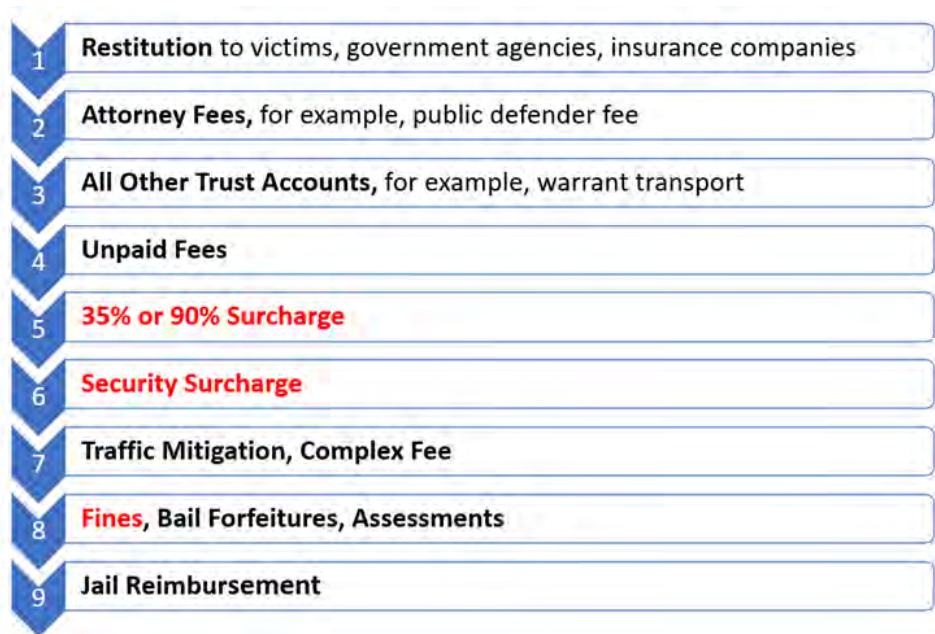 1 Restitution to victims, government agencies, insurance companies
2 Attorney Fees, for example, public defender fee
3 All Other Trust Accounts, for example, warrant transport
4 Unpaid Fees
5 35% or 90% Surcharge
6 Security Surcharge
7 Traffic Mitigation, Complex Fee
8 Fines, Bail Forfeitures, Assessments
9 Jail Reimbursement